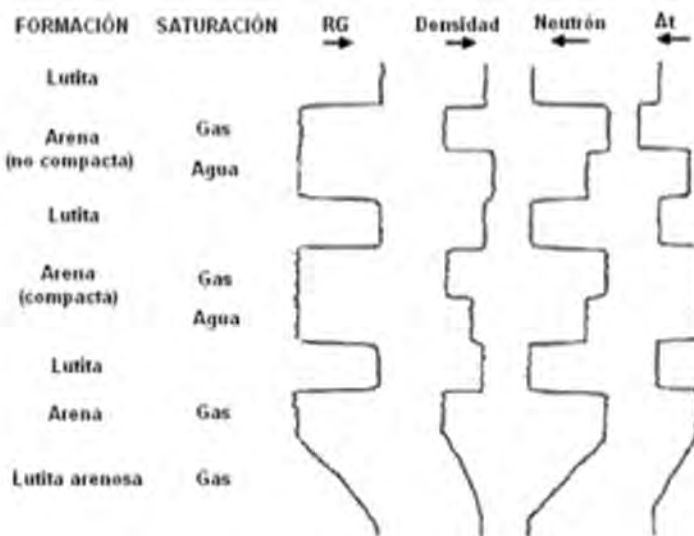 FORMACIÓN SATURACIÓN RG Densidad Neutrón At
Lutita
Arena
(no compacta)
Gas
Agua
Lutita
Arena
(compacta)
Gas
Agua
Lutita
Arena Gas
Lutita arenosa Gas